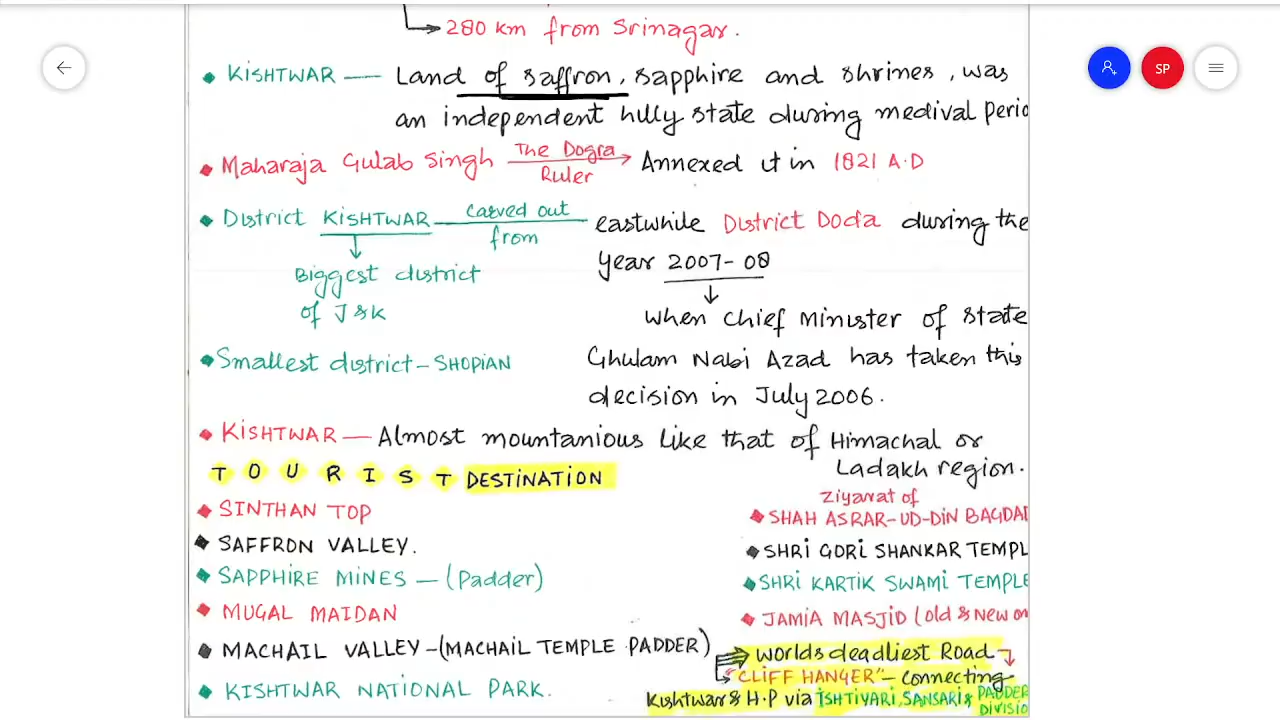 280 km from Srinagar.
SP
KISHTWAR — Land of saffron, sapphire and shrines, was
an independent hilly state during medival perio
Maharaja Gulab Singh The Dogra Ruler → Annexed it in 1821 A.D
District KISHTWAR carved out from eastwhile District Doda during the
year 2007-08
Biggest district
of J&K
when chief Minister of state
Smallest district - SHOPIAN
Ghulam Nabi Azad has taken this
decision in July 2006.
KISHTWAR — Almost mountanious like that of Himachal or
Ladakh region.
TOURIST DESTINATION
SINTHAN TOP
SAFFRON VALLEY.
SAPPHIRE MINES - (Padder)
MUGAL MAIDAN
MACHAIL VALLEY - (MACHAIL TEMPLE PADDER)
KISHTWAR NATIONAL PARK.
Ziyarat of
SHAH ASRAR-UD-DIN BAGDAD
SHRI GORI SHANKAR TEMPL
SHRI KARTIK SWAMI TEMPLE
JAMIA MASJID (old & New on
worlds deadliest Road
"CLIFF HANGER" - connecting
Kishtwar & H.P via ISHTIYARI, SANSARI & PADDER
DIVISIO